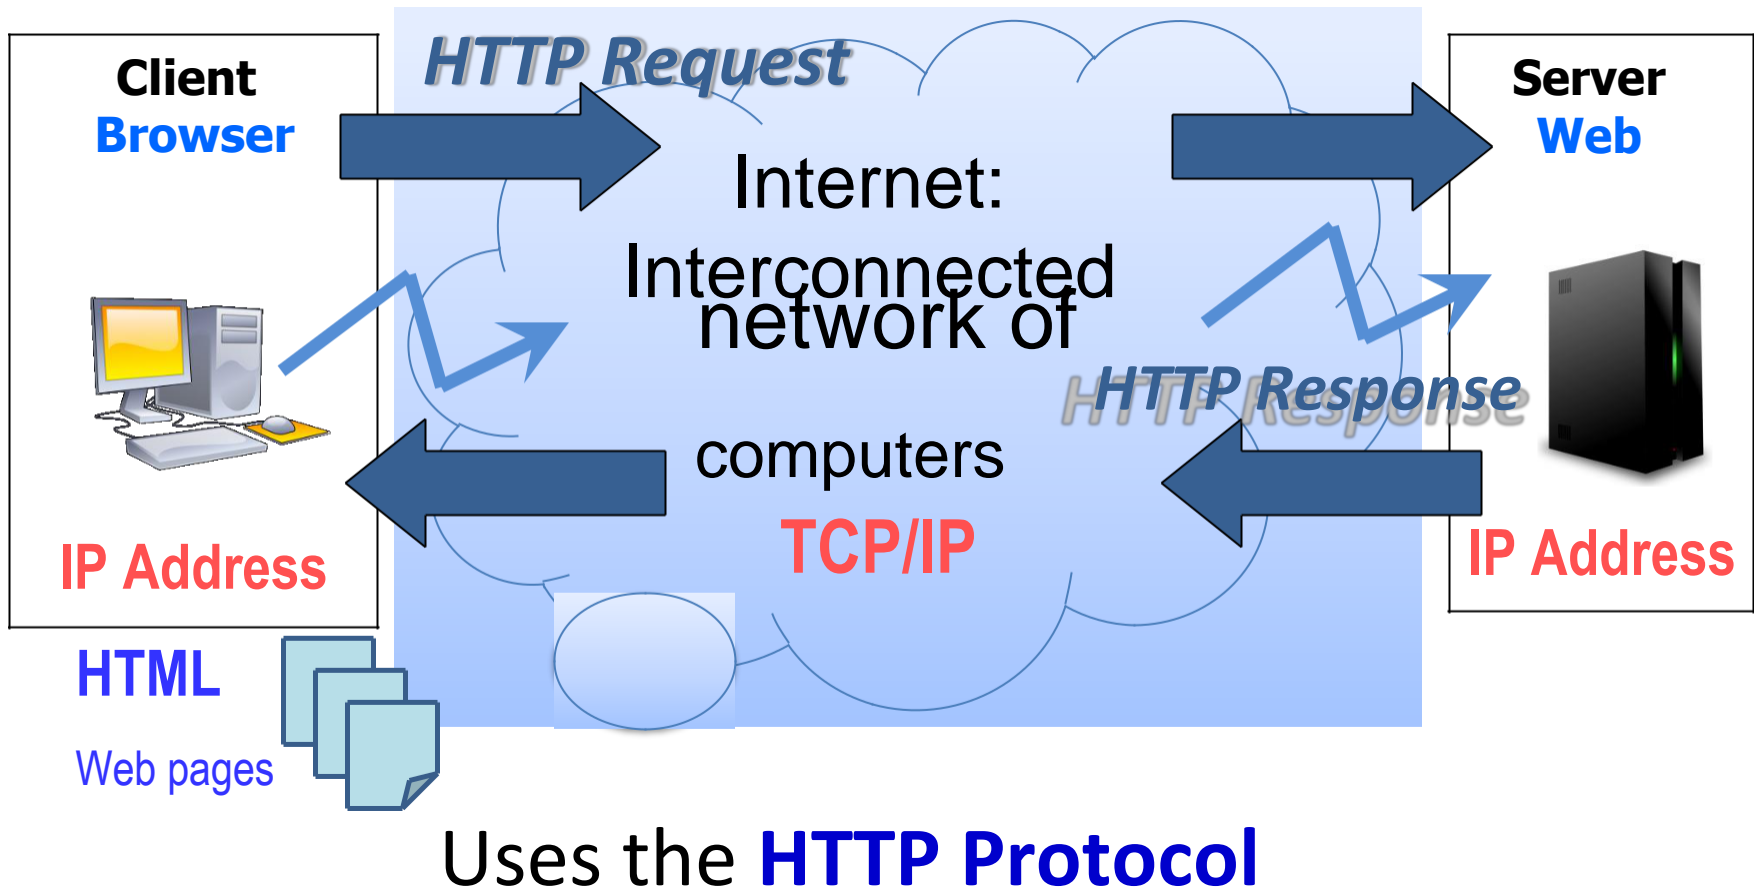 Client
Browser
IP Address
HTTP Request
Internet:
Interconnected
network of
computers
TCP/IP
HTTP Response
Server
Web
IP Address
HTML
Web pages
Uses the HTTP Protocol